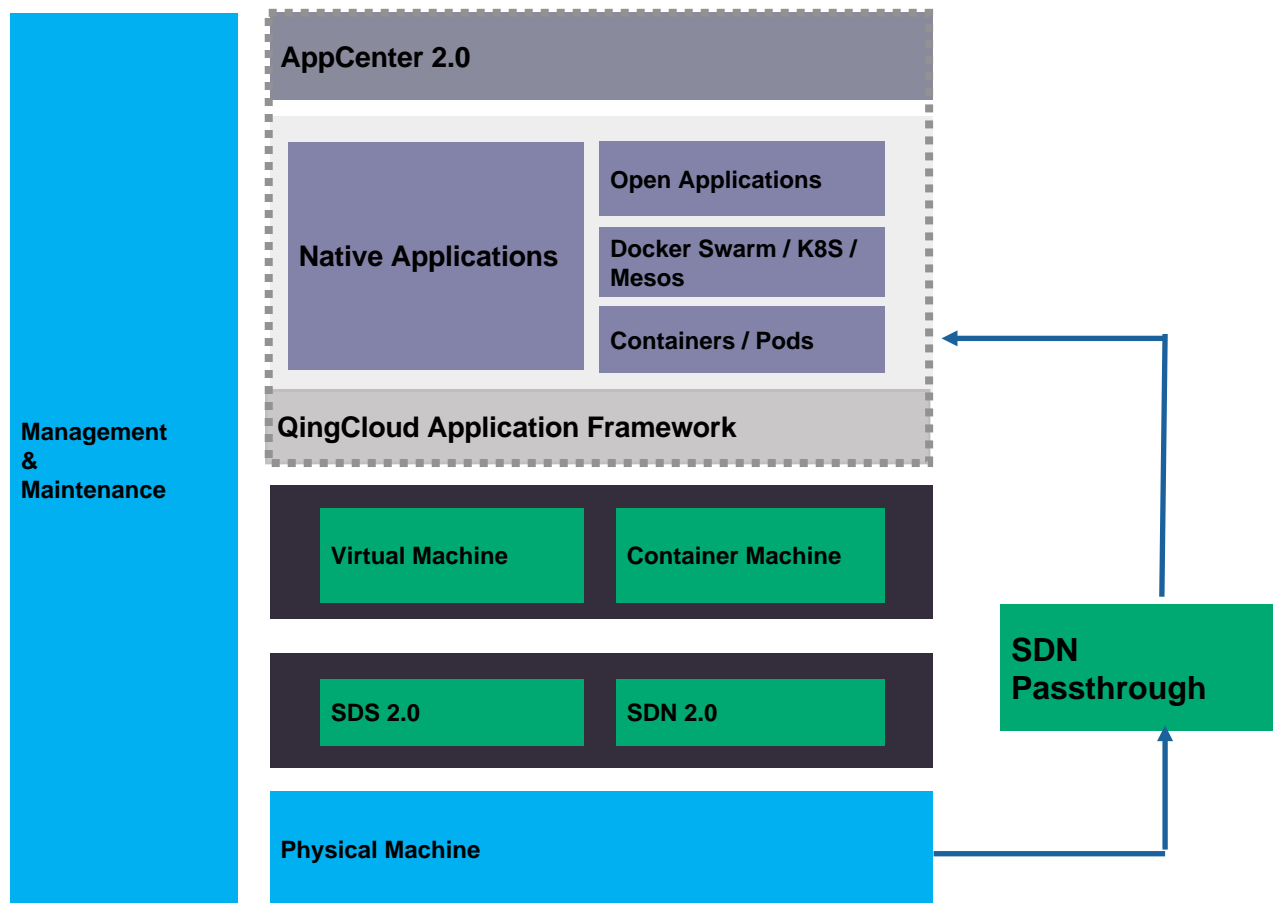 AppCenter 2.0
Native Applications
Open Applications
Docker Swarm / K8S /
Mesos
Containers / Pods
QingCloud Application Framework
Management
&
Maintenance
Virtual Machine
Container Machine
SDN
Passthrough
SDS 2.0
SDN 2.0
Physical Machine